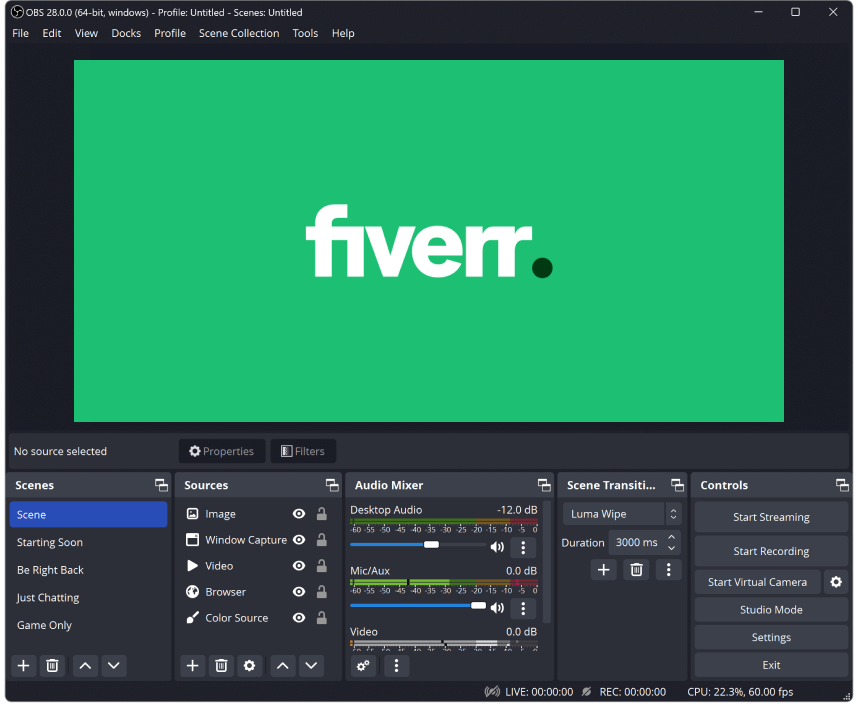 OBS 28.0.0 (64-bit, windows) - Profile: Untitled - Scenes: Untitled
File Edit View Docks Profile Scene Collection Tools Help
fiverr.
No source selected
Properties
Filters
Scenes
Scene
Starting Soon
Be Right Back
Just Chatting
Game Only
Sources
Image
Window Capture
Video
Browser
Color Source
Audio Mixer
Desktop Audio -12.0 dB
-60 -55 -50 -45 -40 -35 -30 -25 -20 -15 -10 -5 0
Mic/Aux 0.0 dB
-60 -55 -50 -45 -40 -35 -30 -25 -20 -15 -10 -5 0
Video 0.0 dB
Scene Transiti...
Luma Wipe
Duration 3000 ms
Controls
Start Streaming
Start Recording
Start Virtual Camera
Studio Mode
Settings
Exit
LIVE: 00:00:00 REC: 00:00:00 CPU: 22.3%, 60.00 fps